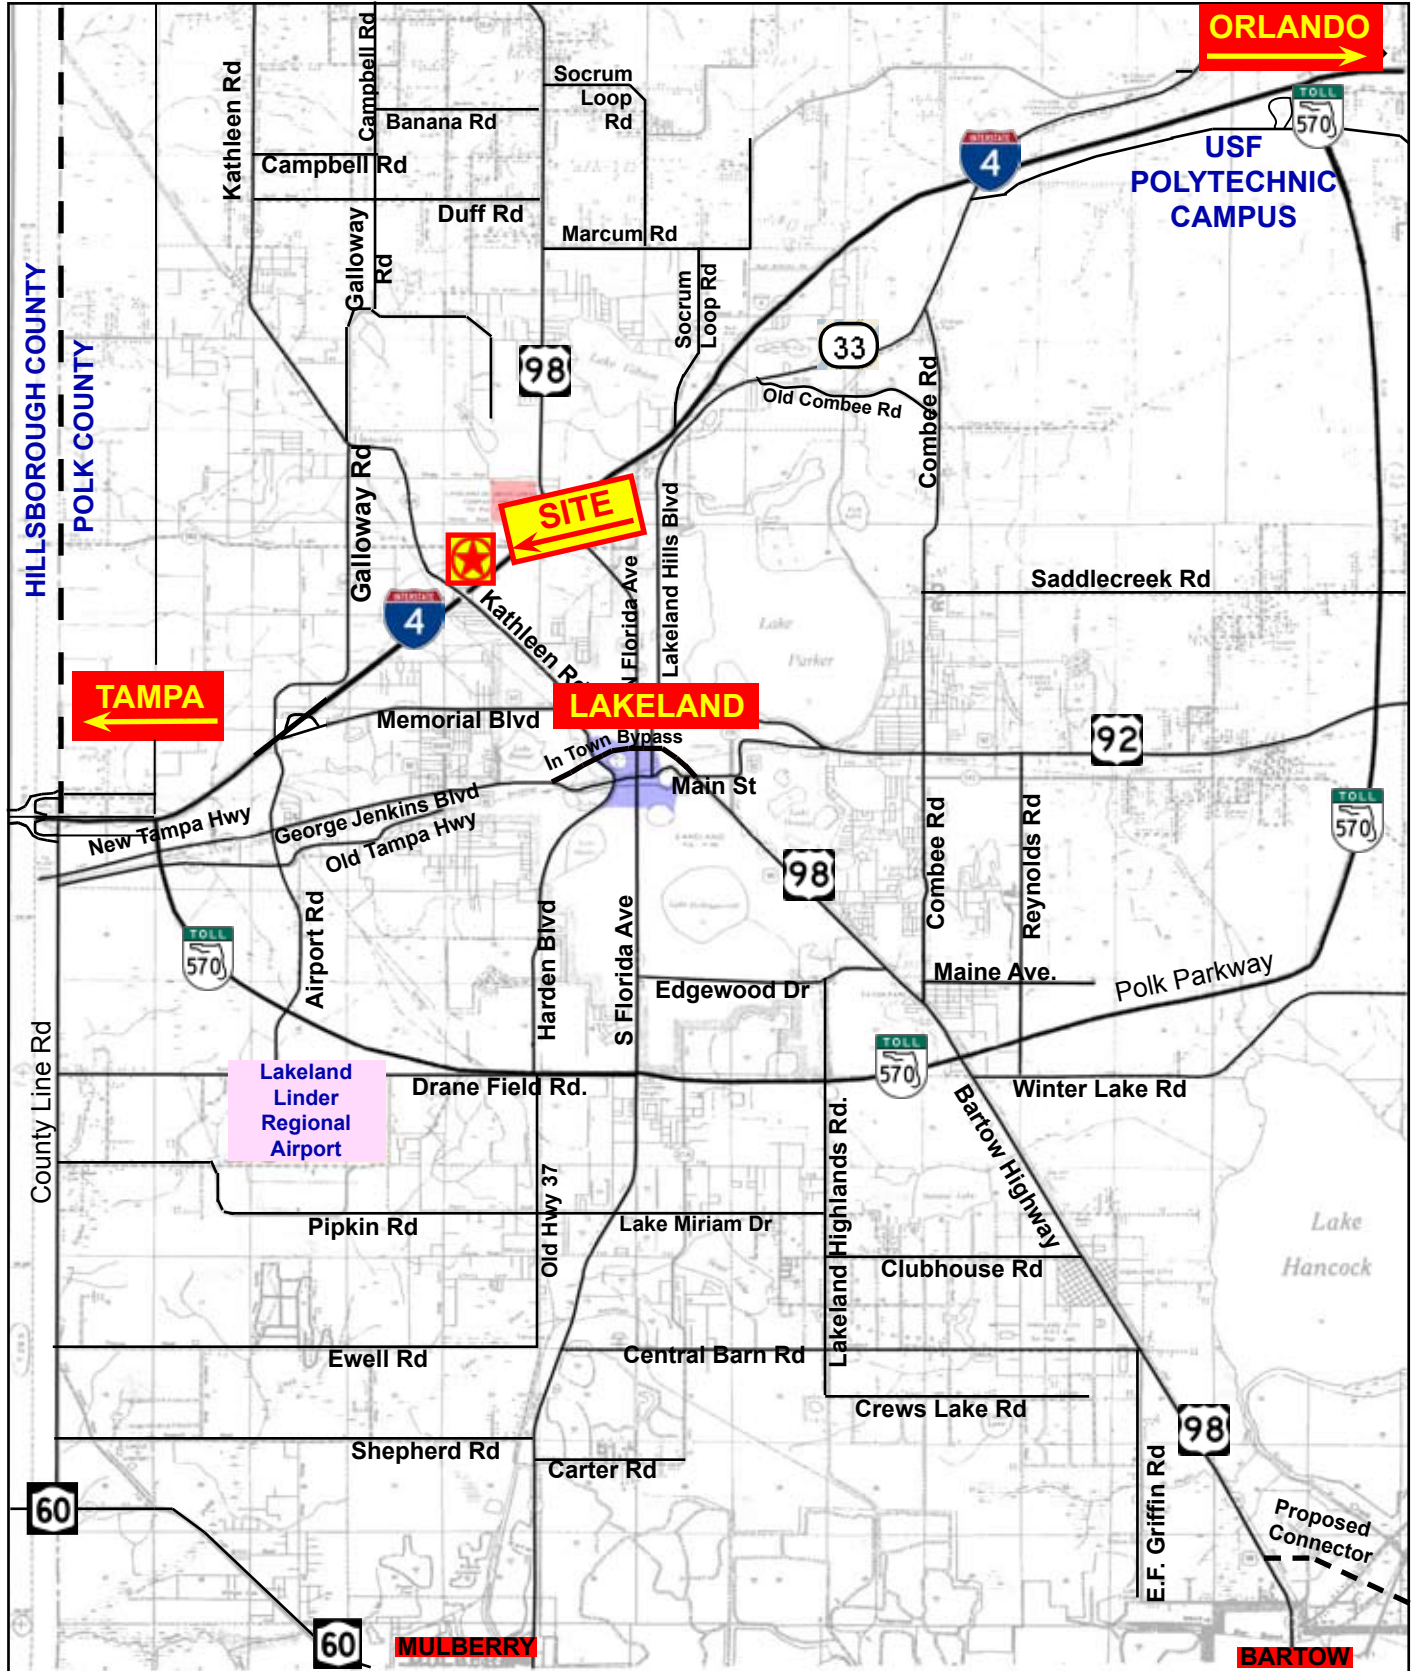 ORLANDO
TOLL
570
Kathleen Rd
Campbell Rd
Socrum
Loop
Rd
Banana Rd
Campbell Rd
Duff Rd
INTERSTATE
4
USF
POLYTECHNIC
CAMPUS
Galloway
Rd
Marcum Rd
Socrum
Loop Rd
HILLSBOROUGH COUNTY
POLK COUNTY
98
Lake Gibson
33
Old Combee Rd
Combee Rd
Galloway Rd
SITE
Lakeland Hills Blvd
N Florida Ave
INTERSTATE
4
Kathleen Rd
Saddlecreek Rd
Lake
Parker
TAMPA
LAKELAND
Memorial Blvd
In Town Bypass
92
Main St
New Tampa Hwy
George Jenkins Blvd
Old Tampa Hwy
98
Combee Rd
Reynolds Rd
TOLL
570
TOLL
570
Airport Rd
Harden Blvd
S Florida Ave
Edgewood Dr
Maine Ave.
Polk Parkway
County Line Rd
Lakeland
Linder
Regional
Airport
Drane Field Rd.
TOLL
570
Winter Lake Rd
Bartow Highway
Lakeland Highlands Rd.
Old Hwy 37
Pipkin Rd
Lake Miriam Dr
Lake
Hancock
Clubhouse Rd
Ewell Rd
Central Barn Rd
Crews Lake Rd
Shepherd Rd
Carter Rd
98
E.F. Griffin Rd
60
Proposed
Connector
60
MULBERRY
BARTOW